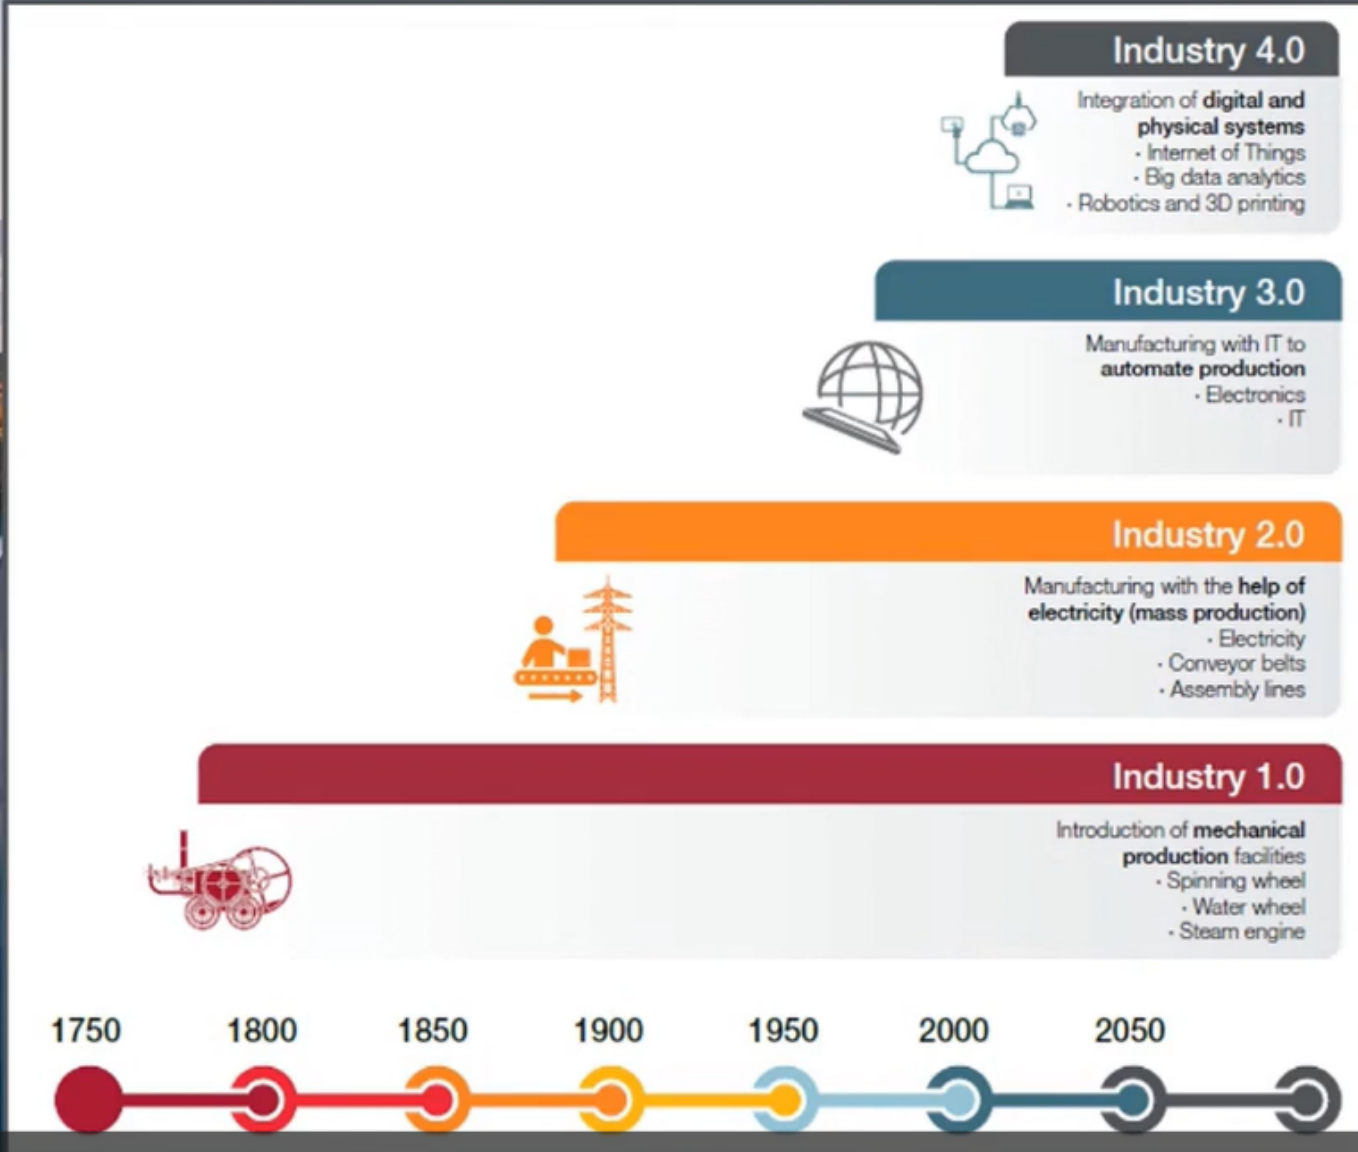 Industry 4.0
Integration of digital and
physical systems
· Internet of Things
· Big data analytics
· Robotics and 3D printing
Industry 3.0
Manufacturing with IT to
automate production
· Electronics
· IT
Industry 2.0
Manufacturing with the help of
electricity (mass production)
· Electricity
· Conveyor belts
· Assembly lines
Industry 1.0
Introduction of mechanical
production facilities
· Spinning wheel
· Water wheel
· Steam engine
1750 1800 1850 1900 1950 2000 2050